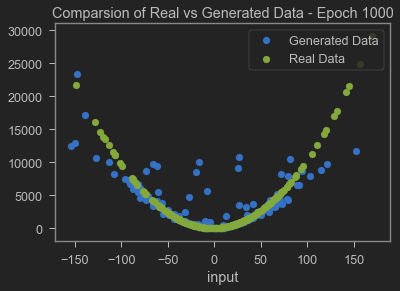 Comparsion of Real vs Generated Data - Epoch 1000
30000
25000
20000
15000
10000
5000
0
Generated Data
Real Data
−150 −100 −50 0 50 100 150
input